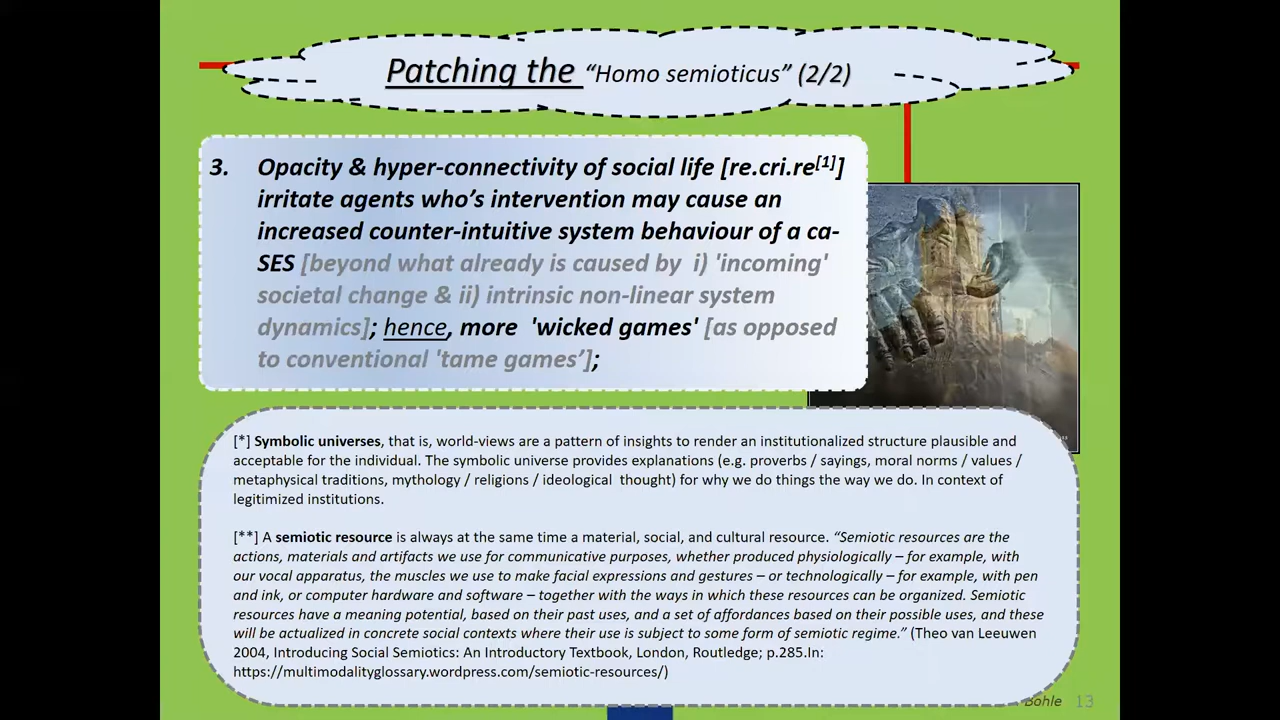 Patching the “Homo semioticus” (2/2)
3. Opacity & hyper-connectivity of social life [re.cri.re[1]]
irritate agents who’s intervention may cause an
increased counter-intuitive system behaviour of a ca-
SES [beyond what already is caused by i) 'incoming'
societal change & ii) intrinsic non-linear system
dynamics]; hence, more 'wicked games' [as opposed
to conventional 'tame games’];
[*] Symbolic universes, that is, world-views are a pattern of insights to render an institutionalized structure plausible and
acceptable for the individual. The symbolic universe provides explanations (e.g. proverbs / sayings, moral norms / values /
metaphysical traditions, mythology / religions / ideological thought) for why we do things the way we do. In context of
legitimized institutions.
[**] A semiotic resource is always at the same time a material, social, and cultural resource. “Semiotic resources are the
actions, materials and artifacts we use for communicative purposes, whether produced physiologically – for example, with
our vocal apparatus, the muscles we use to make facial expressions and gestures – or technologically – for example, with pen
and ink, or computer hardware and software – together with the ways in which these resources can be organized. Semiotic
resources have a meaning potential, based on their past uses, and a set of affordances based on their possible uses, and these
will be actualized in concrete social contexts where their use is subject to some form of semiotic regime.” (Theo van Leeuwen
2004, Introducing Social Semiotics: An Introductory Textbook, London, Routledge; p.285.In:
https://multimodalityglossary.wordpress.com/semiotic-resources/)
Bohle 13